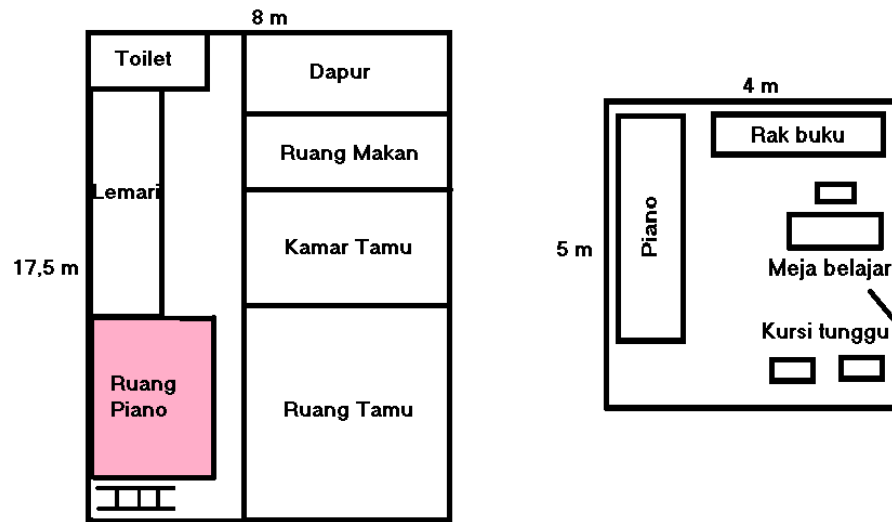 8 m
Toilet
Dapur
Ruang Makan
Lemari
Kamar Tamu
17,5 m
Ruang
Piano
Ruang Tamu
4 m
Rak buku
Piano
5 m
Meja belajar
Kursi tunggu